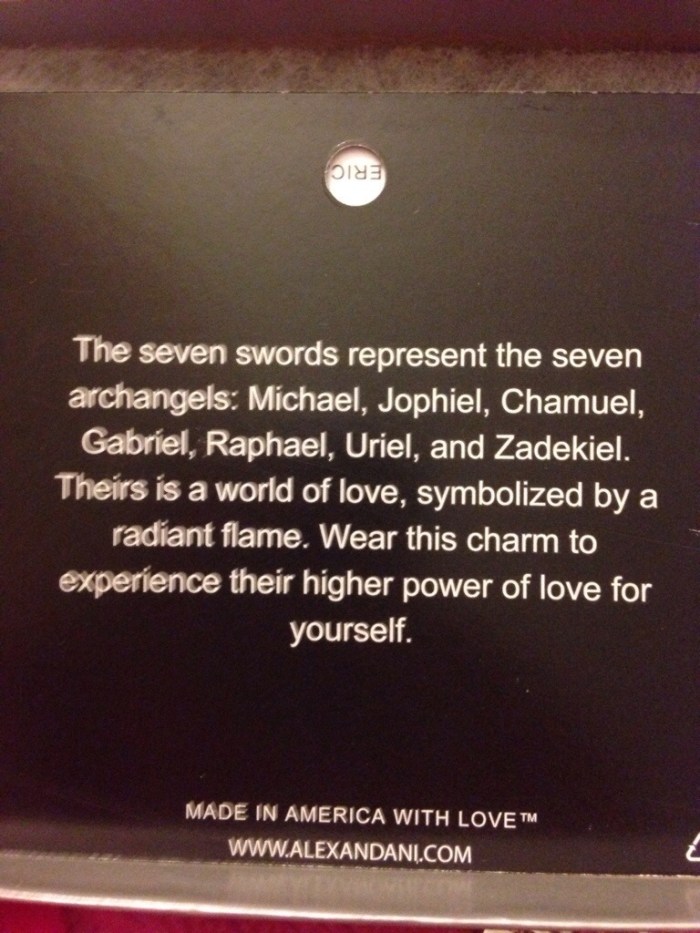 ERIC
The seven swords represent the seven
archangels: Michael, Jophiel, Chamuel,
Gabriel, Raphael, Uriel, and Zadekiel.
Theirs is a world of love, symbolized by a
radiant flame. Wear this charm to
experience their higher power of love for
yourself.
MADE IN AMERICA WITH LOVE™
WWW.ALEXANDANI.COM